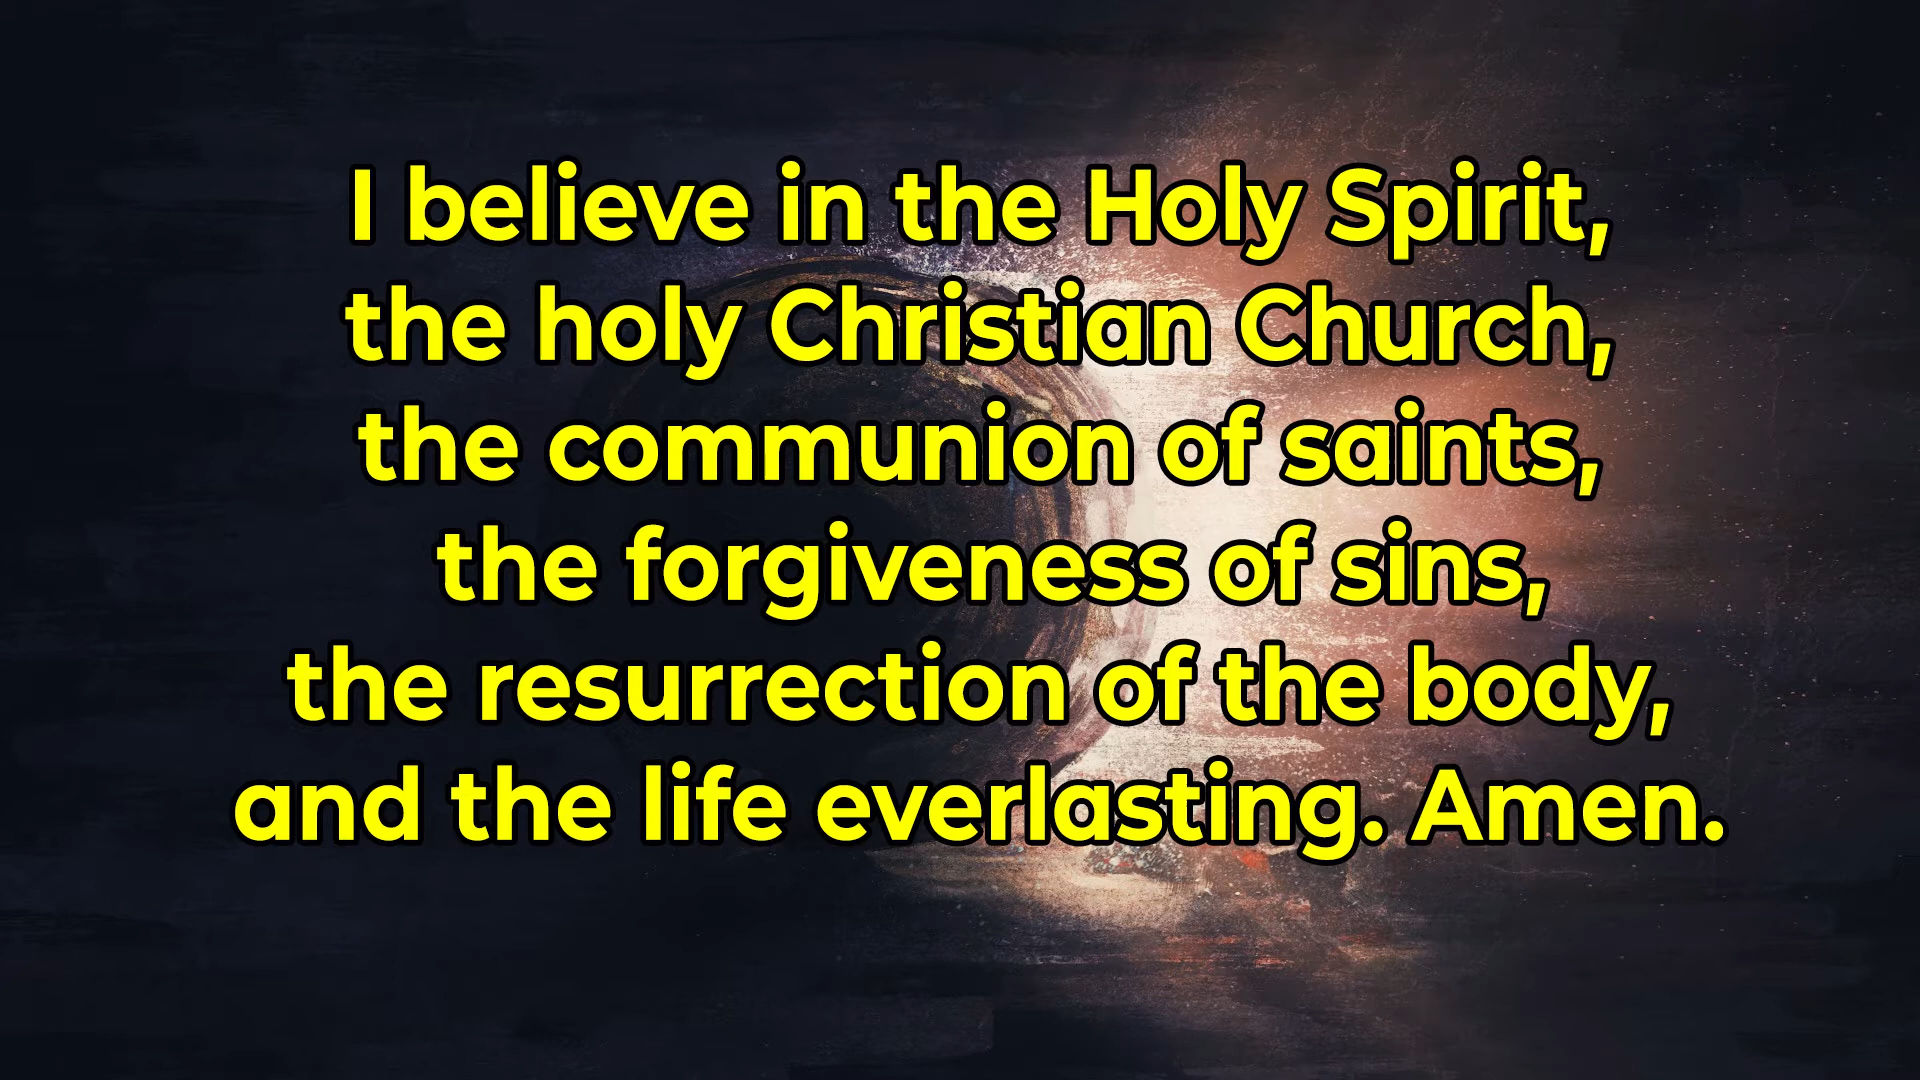 I believe in the Holy Spirit,
the holy Christian Church,
the communion of saints,
the forgiveness of sins,
the resurrection of the body,
and the life everlasting. Amen.